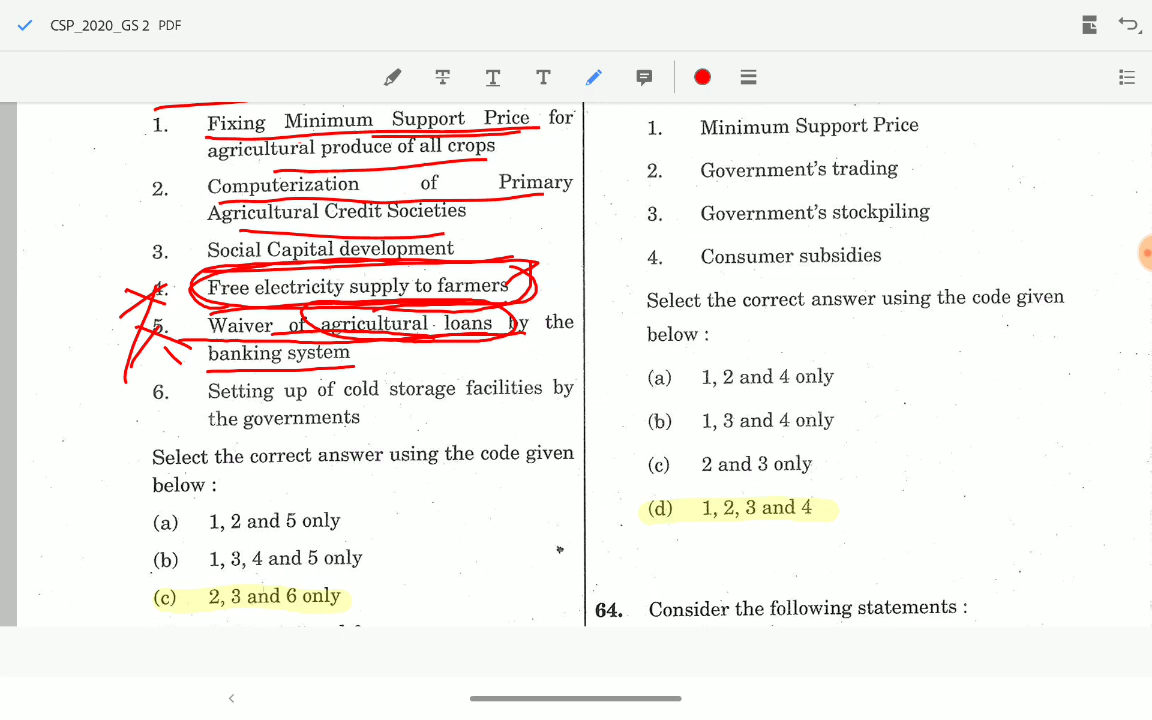 CSP_2020_GS 2 PDF
1. Fixing Minimum Support Price for
agricultural produce of all crops
2. Computerization of Primary
Agricultural Credit Societies
3. Social Capital development
4. Free electricity supply to farmers
5. Waiver of agricultural loans by the
banking system
6. Setting up of cold storage facilities by
the governments
Select the correct answer using the code given
below :
(a) 1, 2 and 5 only
(b) 1, 3, 4 and 5 only
(c) 2, 3 and 6 only
1. Minimum Support Price
2. Government's trading
3. Government's stockpiling
4. Consumer subsidies
Select the correct answer using the code given
below :
(a) 1, 2 and 4 only
(b) 1, 3 and 4 only
(c) 2 and 3 only
(d) 1, 2, 3 and 4
64. Consider the following statements :